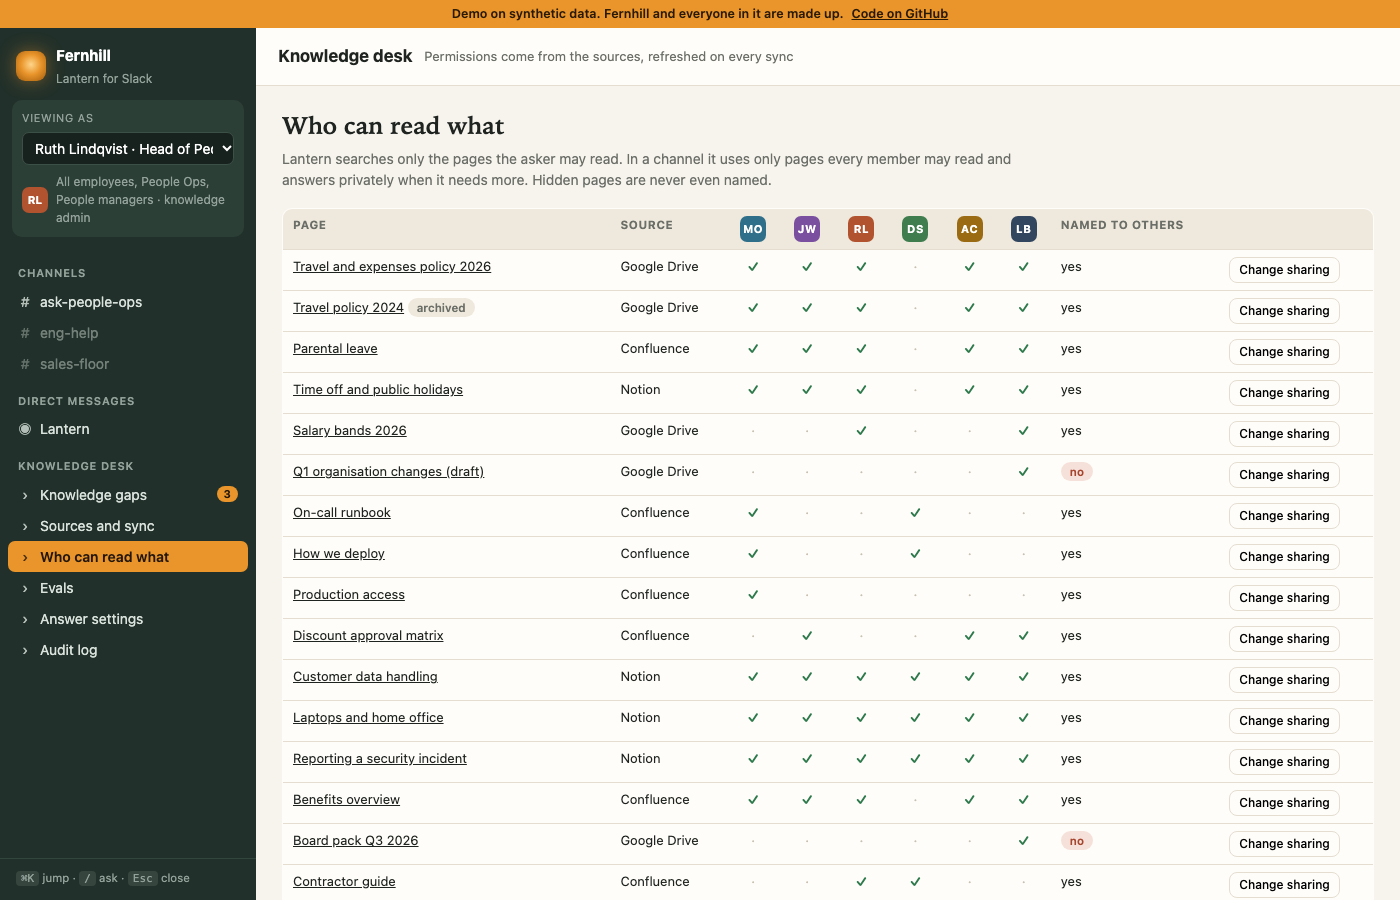 Demo on synthetic data. Fernhill and everyone in it are made up. Code on GitHub
Fernhill
Lantern for Slack
VIEWING AS
Ruth Lindqvist · Head of Pec
RL
All employees, People Ops,
People managers · knowledge
admin
CHANNELS
# ask-people-ops
# eng-help
# sales-floor
DIRECT MESSAGES
Lantern
KNOWLEDGE DESK
› Knowledge gaps 3
› Sources and sync
› Who can read what
› Evals
› Answer settings
› Audit log
⌘K jump · / ask · Esc close
Knowledge desk Permissions come from the sources, refreshed on every sync
Who can read what
Lantern searches only the pages the asker may read. In a channel it uses only pages every member may read and
answers privately when it needs more. Hidden pages are never even named.
PAGE SOURCE MO JW RL DS AC LB NAMED TO OTHERS
Travel and expenses policy 2026 Google Drive ✓ ✓ ✓ · ✓ ✓ yes Change sharing
Travel policy 2024 archived Google Drive ✓ ✓ ✓ · ✓ ✓ yes Change sharing
Parental leave Confluence ✓ ✓ ✓ · ✓ ✓ yes Change sharing
Time off and public holidays Notion ✓ ✓ ✓ · ✓ ✓ yes Change sharing
Salary bands 2026 Google Drive · · ✓ · · ✓ yes Change sharing
Q1 organisation changes (draft) Google Drive · · · · · ✓ no Change sharing
On-call runbook Confluence ✓ · · ✓ · · yes Change sharing
How we deploy Confluence ✓ · · ✓ · · yes Change sharing
Production access Confluence ✓ · · · · · yes Change sharing
Discount approval matrix Confluence · ✓ · · ✓ ✓ yes Change sharing
Customer data handling Notion ✓ ✓ ✓ ✓ ✓ ✓ yes Change sharing
Laptops and home office Notion ✓ ✓ ✓ ✓ ✓ ✓ yes Change sharing
Reporting a security incident Notion ✓ ✓ ✓ ✓ ✓ ✓ yes Change sharing
Benefits overview Confluence ✓ ✓ ✓ · ✓ ✓ yes Change sharing
Board pack Q3 2026 Google Drive · · · · · ✓ no Change sharing
Contractor guide Confluence · · ✓ ✓ · · yes Change sharing